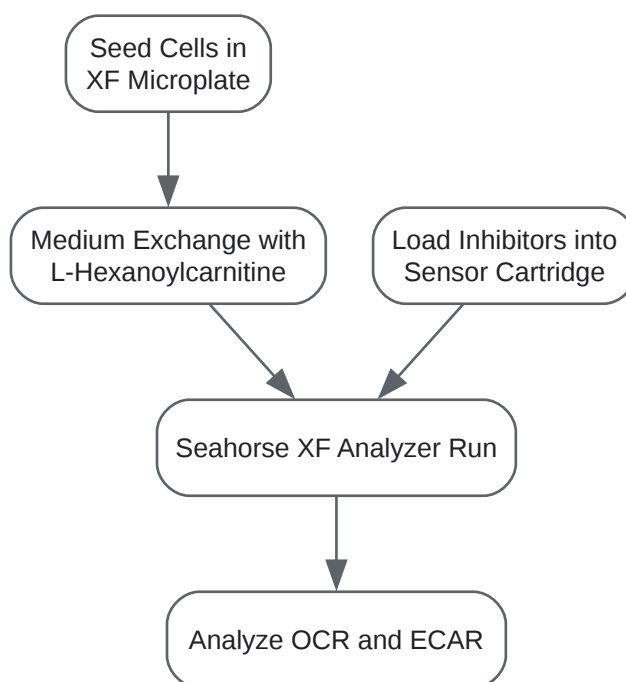 Seed Cells in
XF Microplate
Medium Exchange with
L-Hexanoylcarnitine
Load Inhibitors into
Sensor Cartridge
Seahorse XF Analyzer Run
Analyze OCR and ECAR